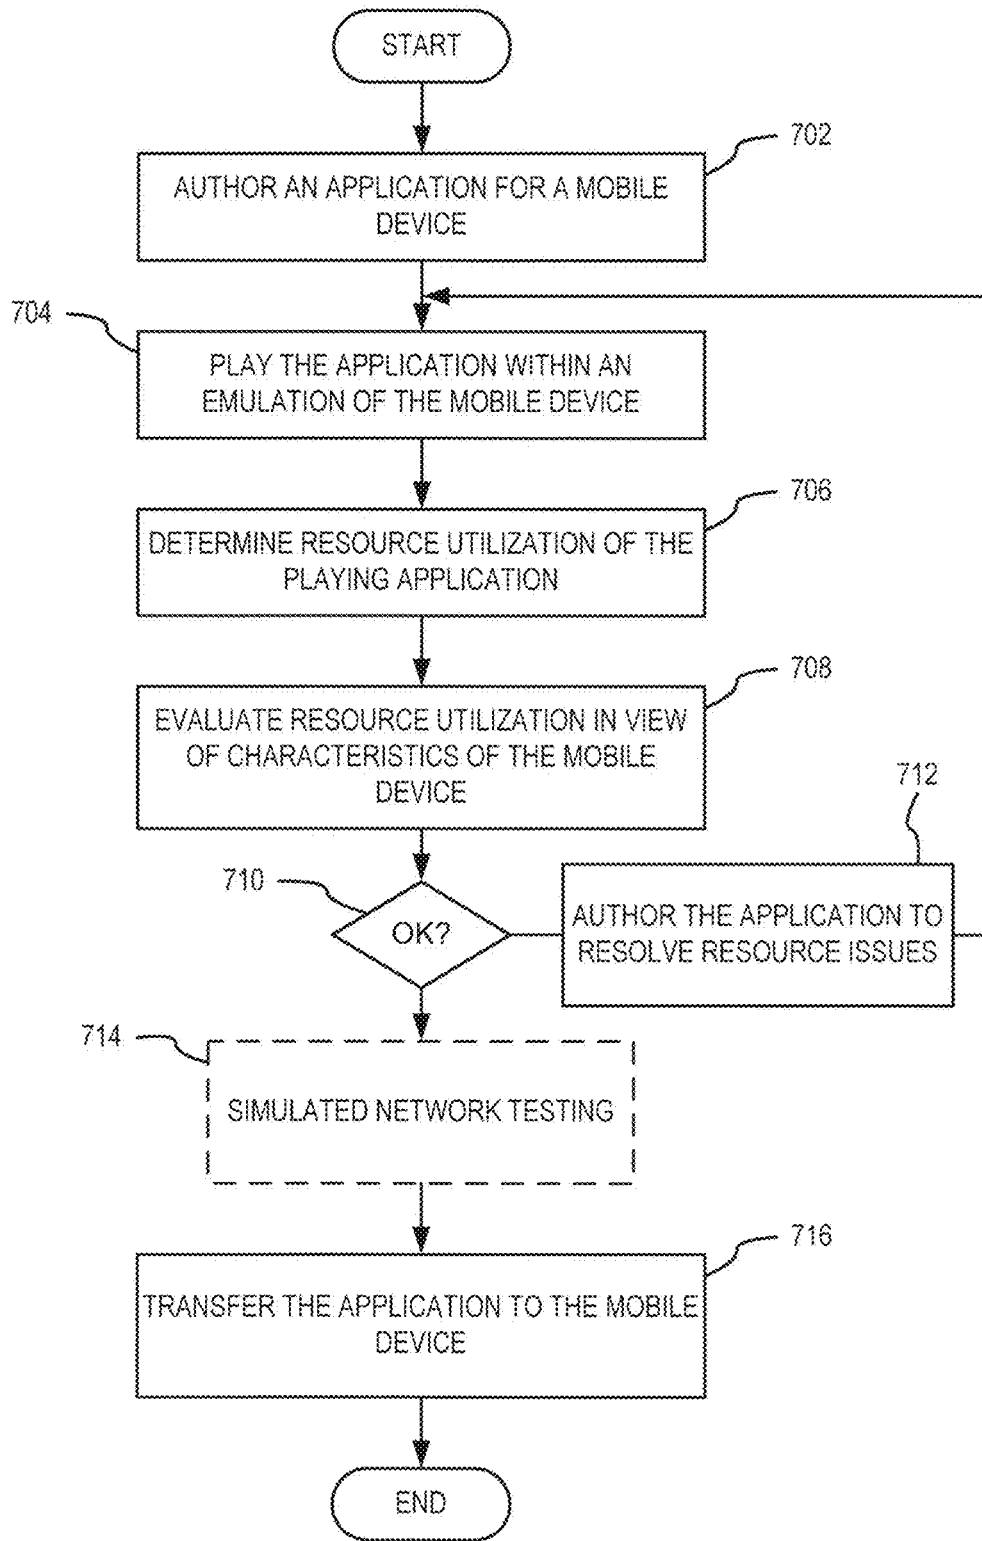 START
702
AUTHOR AN APPLICATION FOR A MOBILE
DEVICE
704
PLAY THE APPLICATION WITHIN AN
EMULATION OF THE MOBILE DEVICE
706
DETERMINE RESOURCE UTILIZATION OF THE
PLAYING APPLICATION
708
EVALUATE RESOURCE UTILIZATION IN VIEW
OF CHARACTERISTICS OF THE MOBILE
DEVICE
710
OK?
712
AUTHOR THE APPLICATION TO
RESOLVE RESOURCE ISSUES
714
SIMULATED NETWORK TESTING
716
TRANSFER THE APPLICATION TO THE MOBILE
DEVICE
END